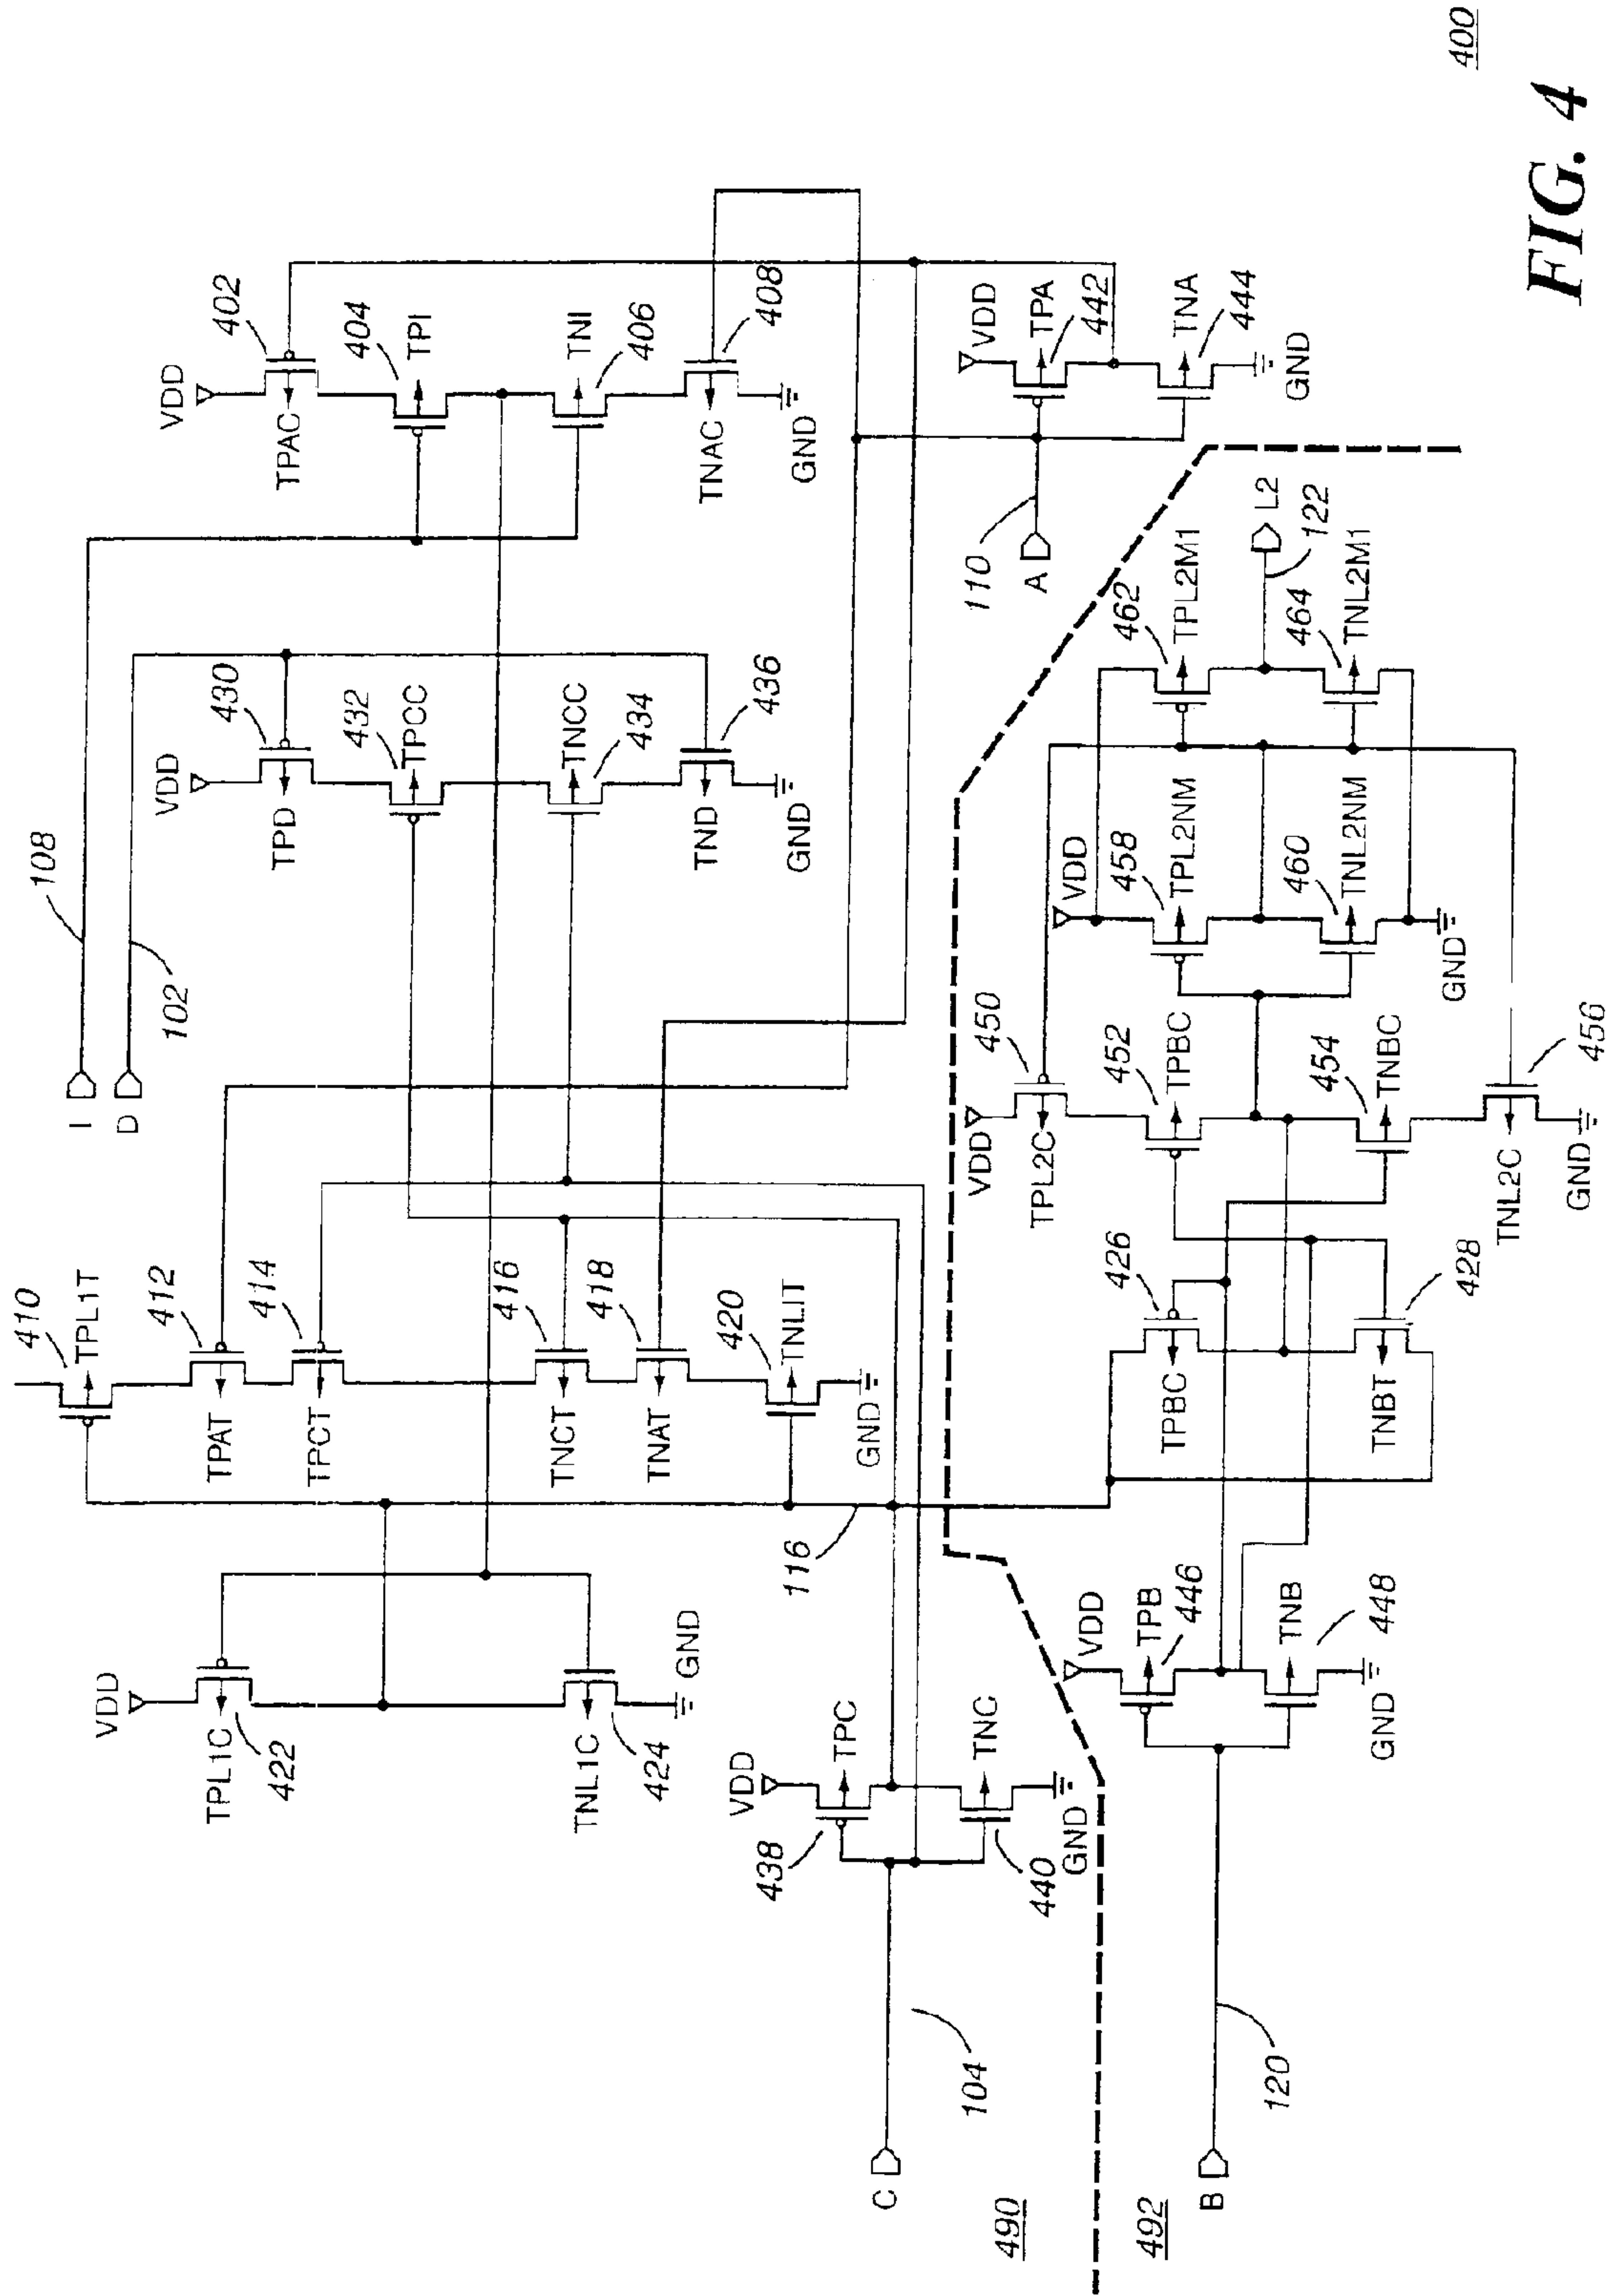 400
FIG. 4
I
D
108
102
VDD
402
TPAC
404
TPI
TNI
406
408
TNAC
GND
VDD
430
TPD
432
TPCC
TNCC
434
436
TND
GND
410
TPL1T
412
TPAT
414
TPCT
416
TNCT
418
TNAT
420
TNLIT
GND
VDD
TPL1C
422
TNL1C
424
GND
116
VDD
TPC
438
TNC
440
GND
C
104
490
110
A
VDD
TPA
442
TNA
444
GND
492
B
120
VDD
TPB
446
TNB
448
GND
426
TPBC
428
TNBT
VDD
450
TPL2C
452
TPBC
454
TNBC
456
TNL2C
GND
VDD
458
TPL2NM
460
TNL2NM
GND
462
TPL2M1
464
TNL2M1
L2
122